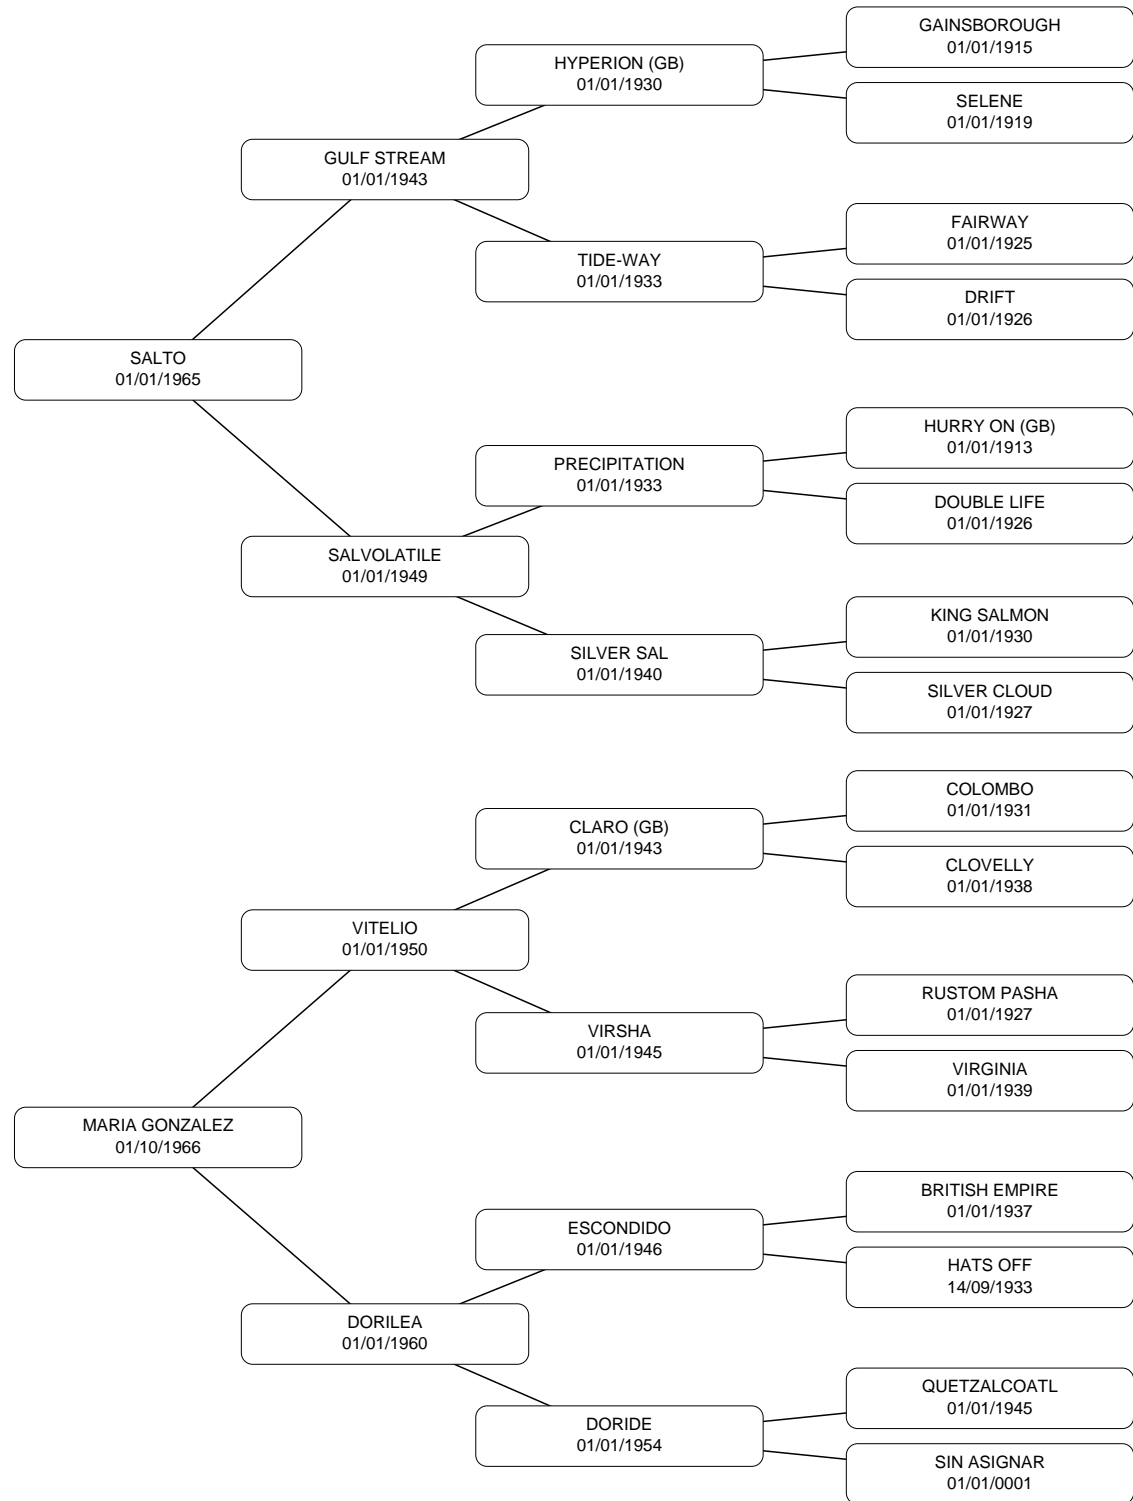 GAINSBOROUGH
01/01/1915
HYPERION (GB)
01/01/1930
SELENE
01/01/1919
GULF STREAM
01/01/1943
FAIRWAY
01/01/1925
TIDE-WAY
01/01/1933
DRIFT
01/01/1926
SALTO
01/01/1965
HURRY ON (GB)
01/01/1913
PRECIPITATION
01/01/1933
DOUBLE LIFE
01/01/1926
SALVOLATILE
01/01/1949
KING SALMON
01/01/1930
SILVER SAL
01/01/1940
SILVER CLOUD
01/01/1927
COLOMBO
01/01/1931
CLARO (GB)
01/01/1943
CLOVELLY
01/01/1938
VITELIO
01/01/1950
RUSTOM PASHA
01/01/1927
VIRSHA
01/01/1945
VIRGINIA
01/01/1939
MARIA GONZALEZ
01/10/1966
BRITISH EMPIRE
01/01/1937
ESCONDIDO
01/01/1946
HATS OFF
14/09/1933
DORILEA
01/01/1960
QUETZALCOATL
01/01/1945
DORIDE
01/01/1954
SIN ASIGNAR
01/01/0001